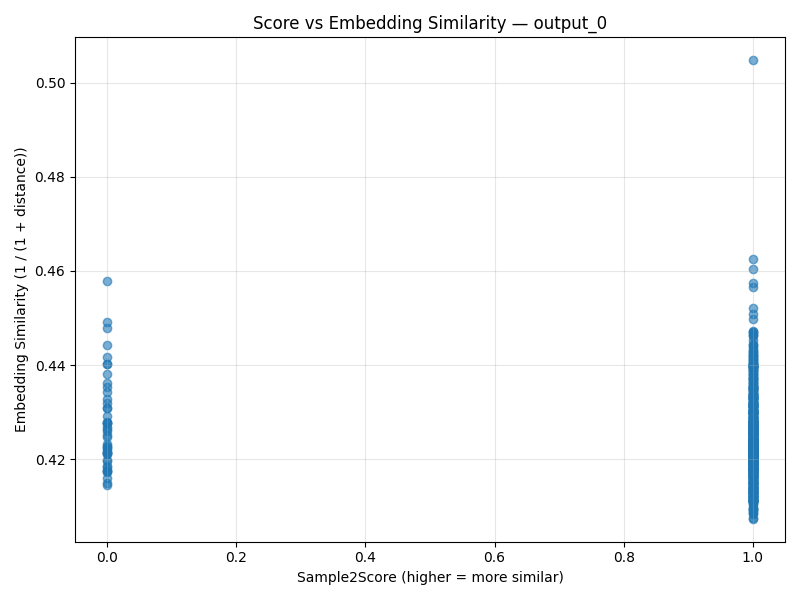 Score vs Embedding Similarity — output_0
Embedding Similarity (1 / (1 + distance))
0.50
0.48
0.46
0.44
0.42
0.0 0.2 0.4 0.6 0.8 1.0
Sample2Score (higher = more similar)